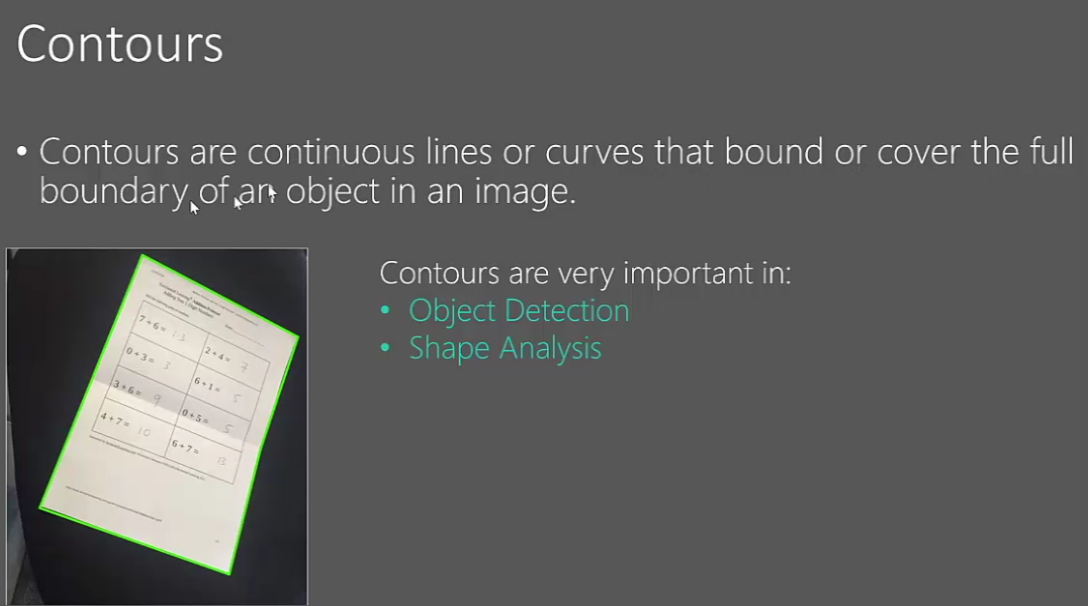 Contours
• Contours are continuous lines or curves that bound or cover the full
boundary of an object in an image.
Contours are very important in:
• Object Detection
• Shape Analysis
7 + 6 = 13
2 + 4 = 7
0 + 3 = 3
6 + 1 = 5
3 + 6 = 9
0 + 5 = 5
4 + 7 = 10
6 + 7 = 13